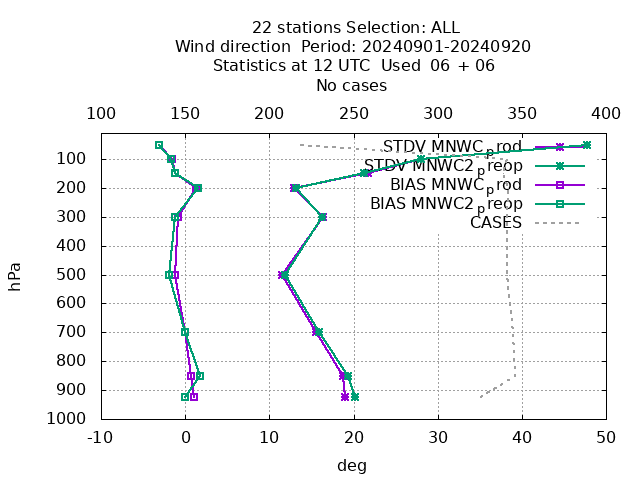 22 stations Selection: ALL
Wind direction  Period: 20240901-20240920
Statistics at 12 UTC  Used  06 + 06
No cases
100 150 200 250 300 350 400
STDV MNWC_prod
STDV MNWC2_preop
BIAS MNWC_prod
BIAS MNWC2_preop
CASES
hPa
100
200
300
400
500
600
700
800
900
1000
-10 0 10 20 30 40 50
deg